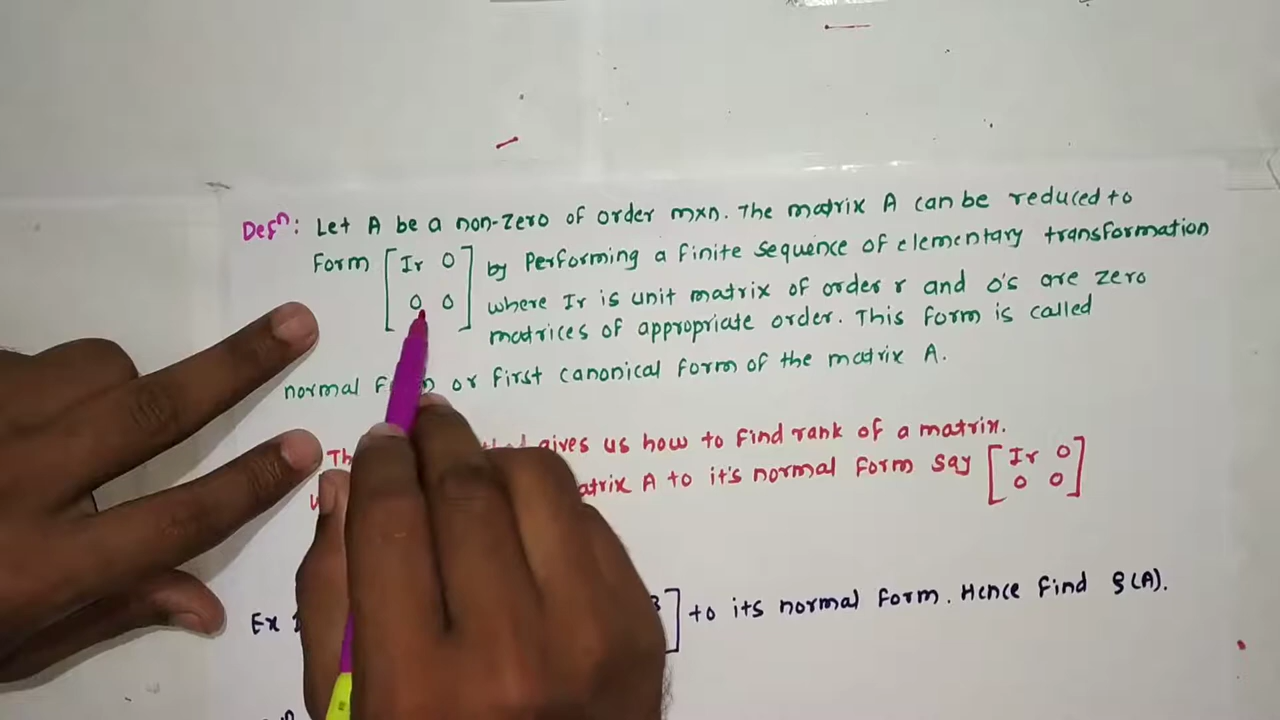 Defⁿ: Let A be a non-zero of order mxn. The matrix A can be reduced to
Form [Ir 0 by Performing a finite sequence of elementary transformation
0 0] where Ir is unit matrix of order r and 0's are zero
matrices of appropriate order. This form is called
normal or first canonical form of the matrix A.
gives us how to find rank of a matrix.
A to it's normal form say [Ir 0
0 0]
Ex ] to its normal form. Hence find ρ(A).